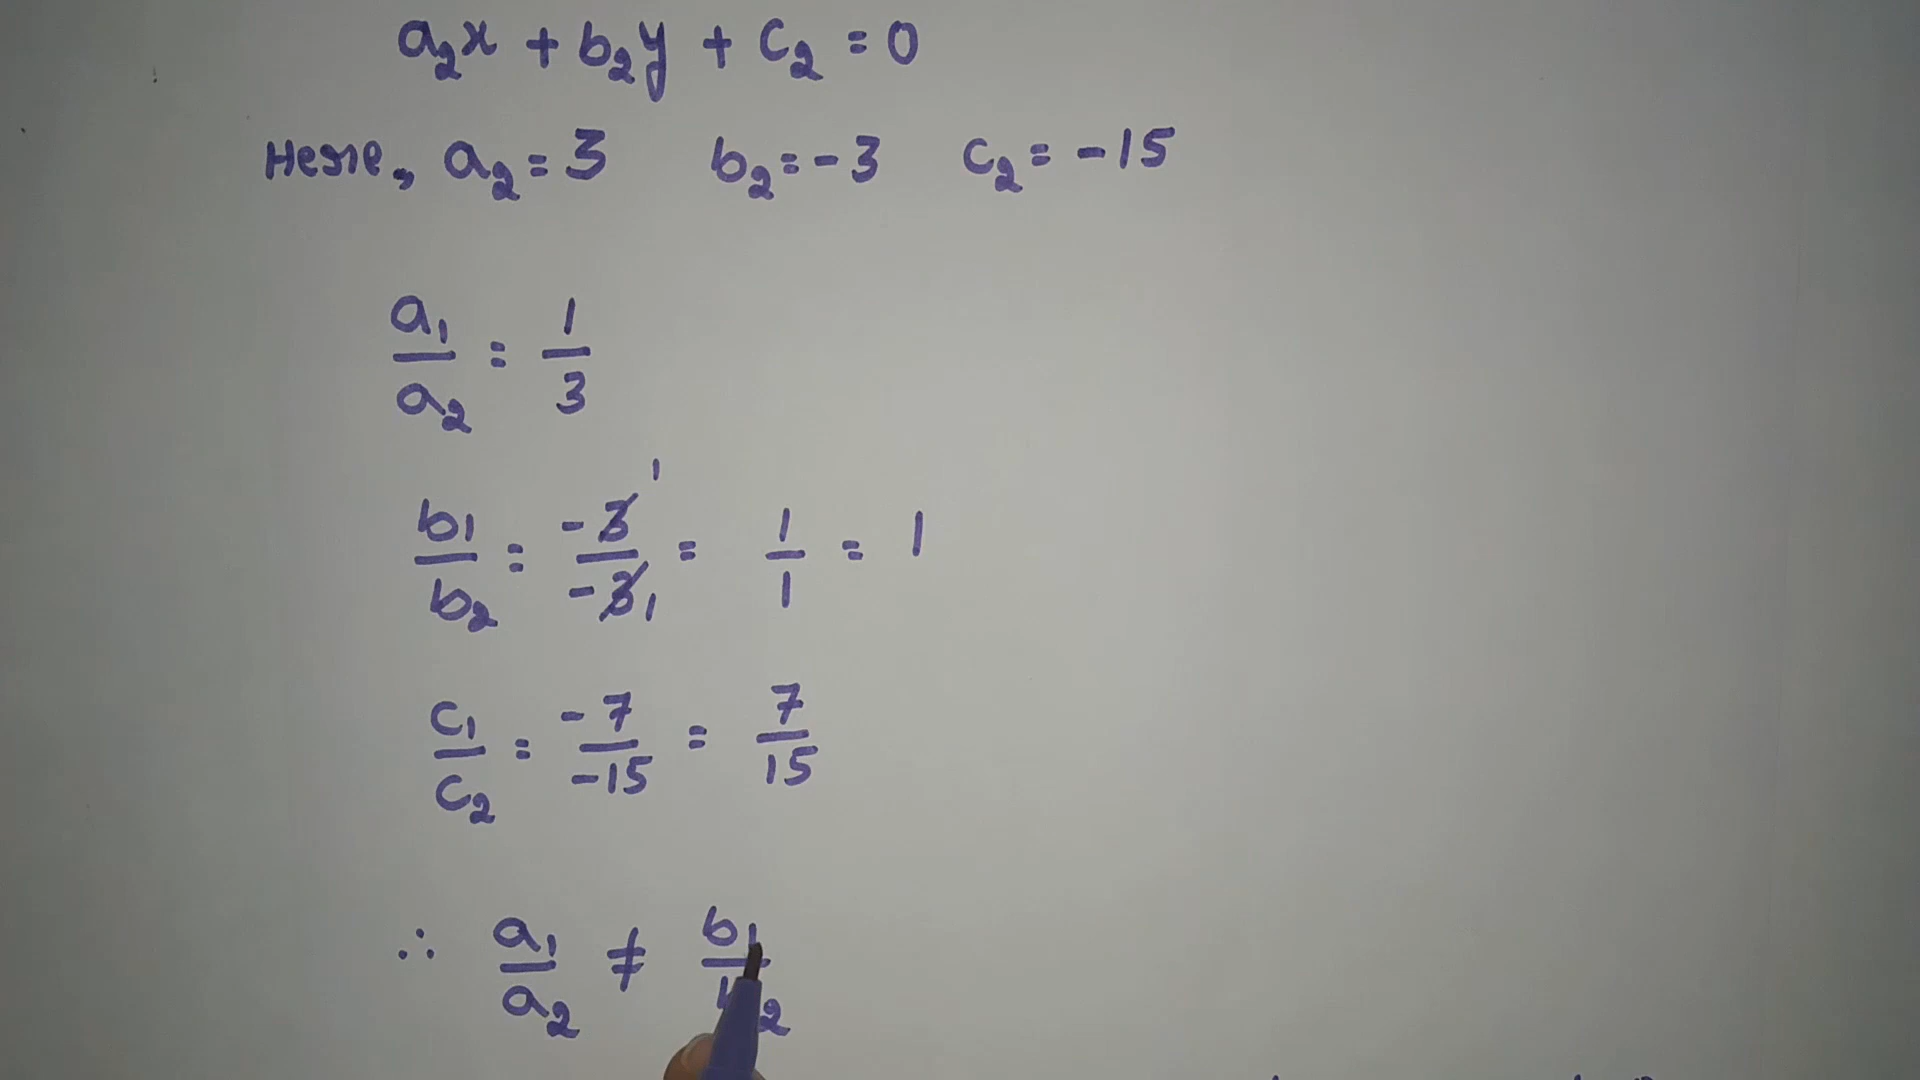 a₂x + b₂y + c₂ = 0
Here, a₂ = 3 b₂ = -3 c₂ = -15
a₁/a₂ = 1/3
b₁/b₂ = -3/-3 = 1/1 = 1
c₁/c₂ = -7/-15 = 7/15
∴ a₁/a₂ ≠ b₁/b₂